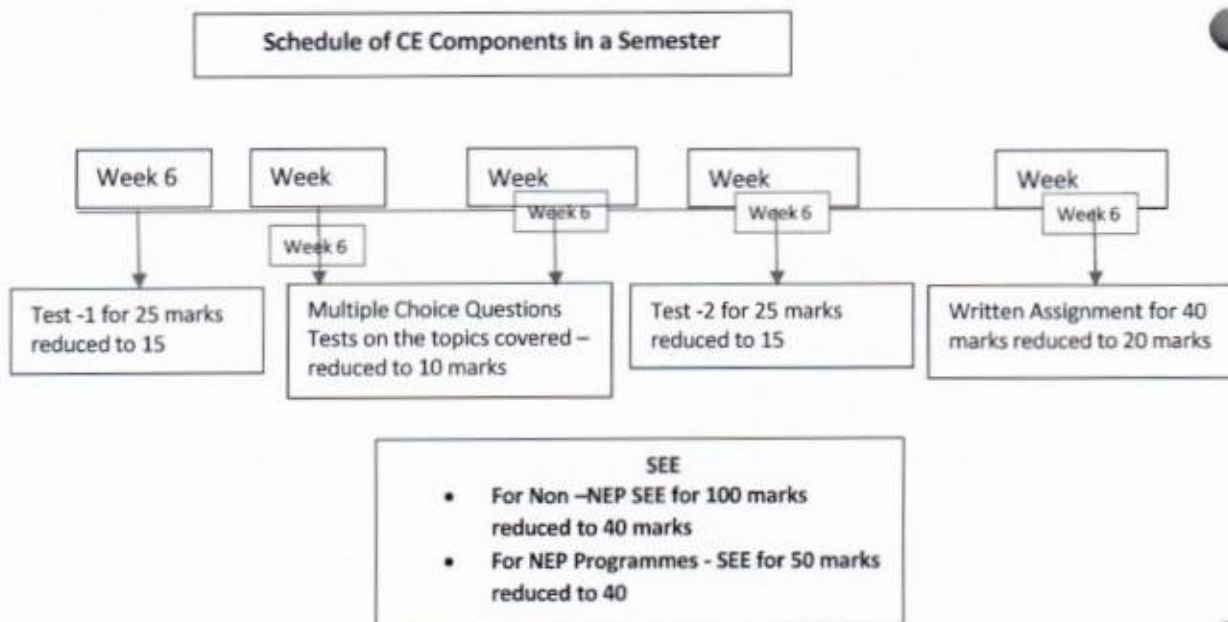 Schedule of CE Components in a Semester
Week 6
Week
Week
Week
Week
Week 6
Week 6
Week 6
Week 6
Test -1 for 25 marks
reduced to 15
Multiple Choice Questions
Tests on the topics covered –
reduced to 10 marks
Test -2 for 25 marks
reduced to 15
Written Assignment for 40
marks reduced to 20 marks
SEE
• For Non –NEP SEE for 100 marks
reduced to 40 marks
• For NEP Programmes - SEE for 50 marks
reduced to 40